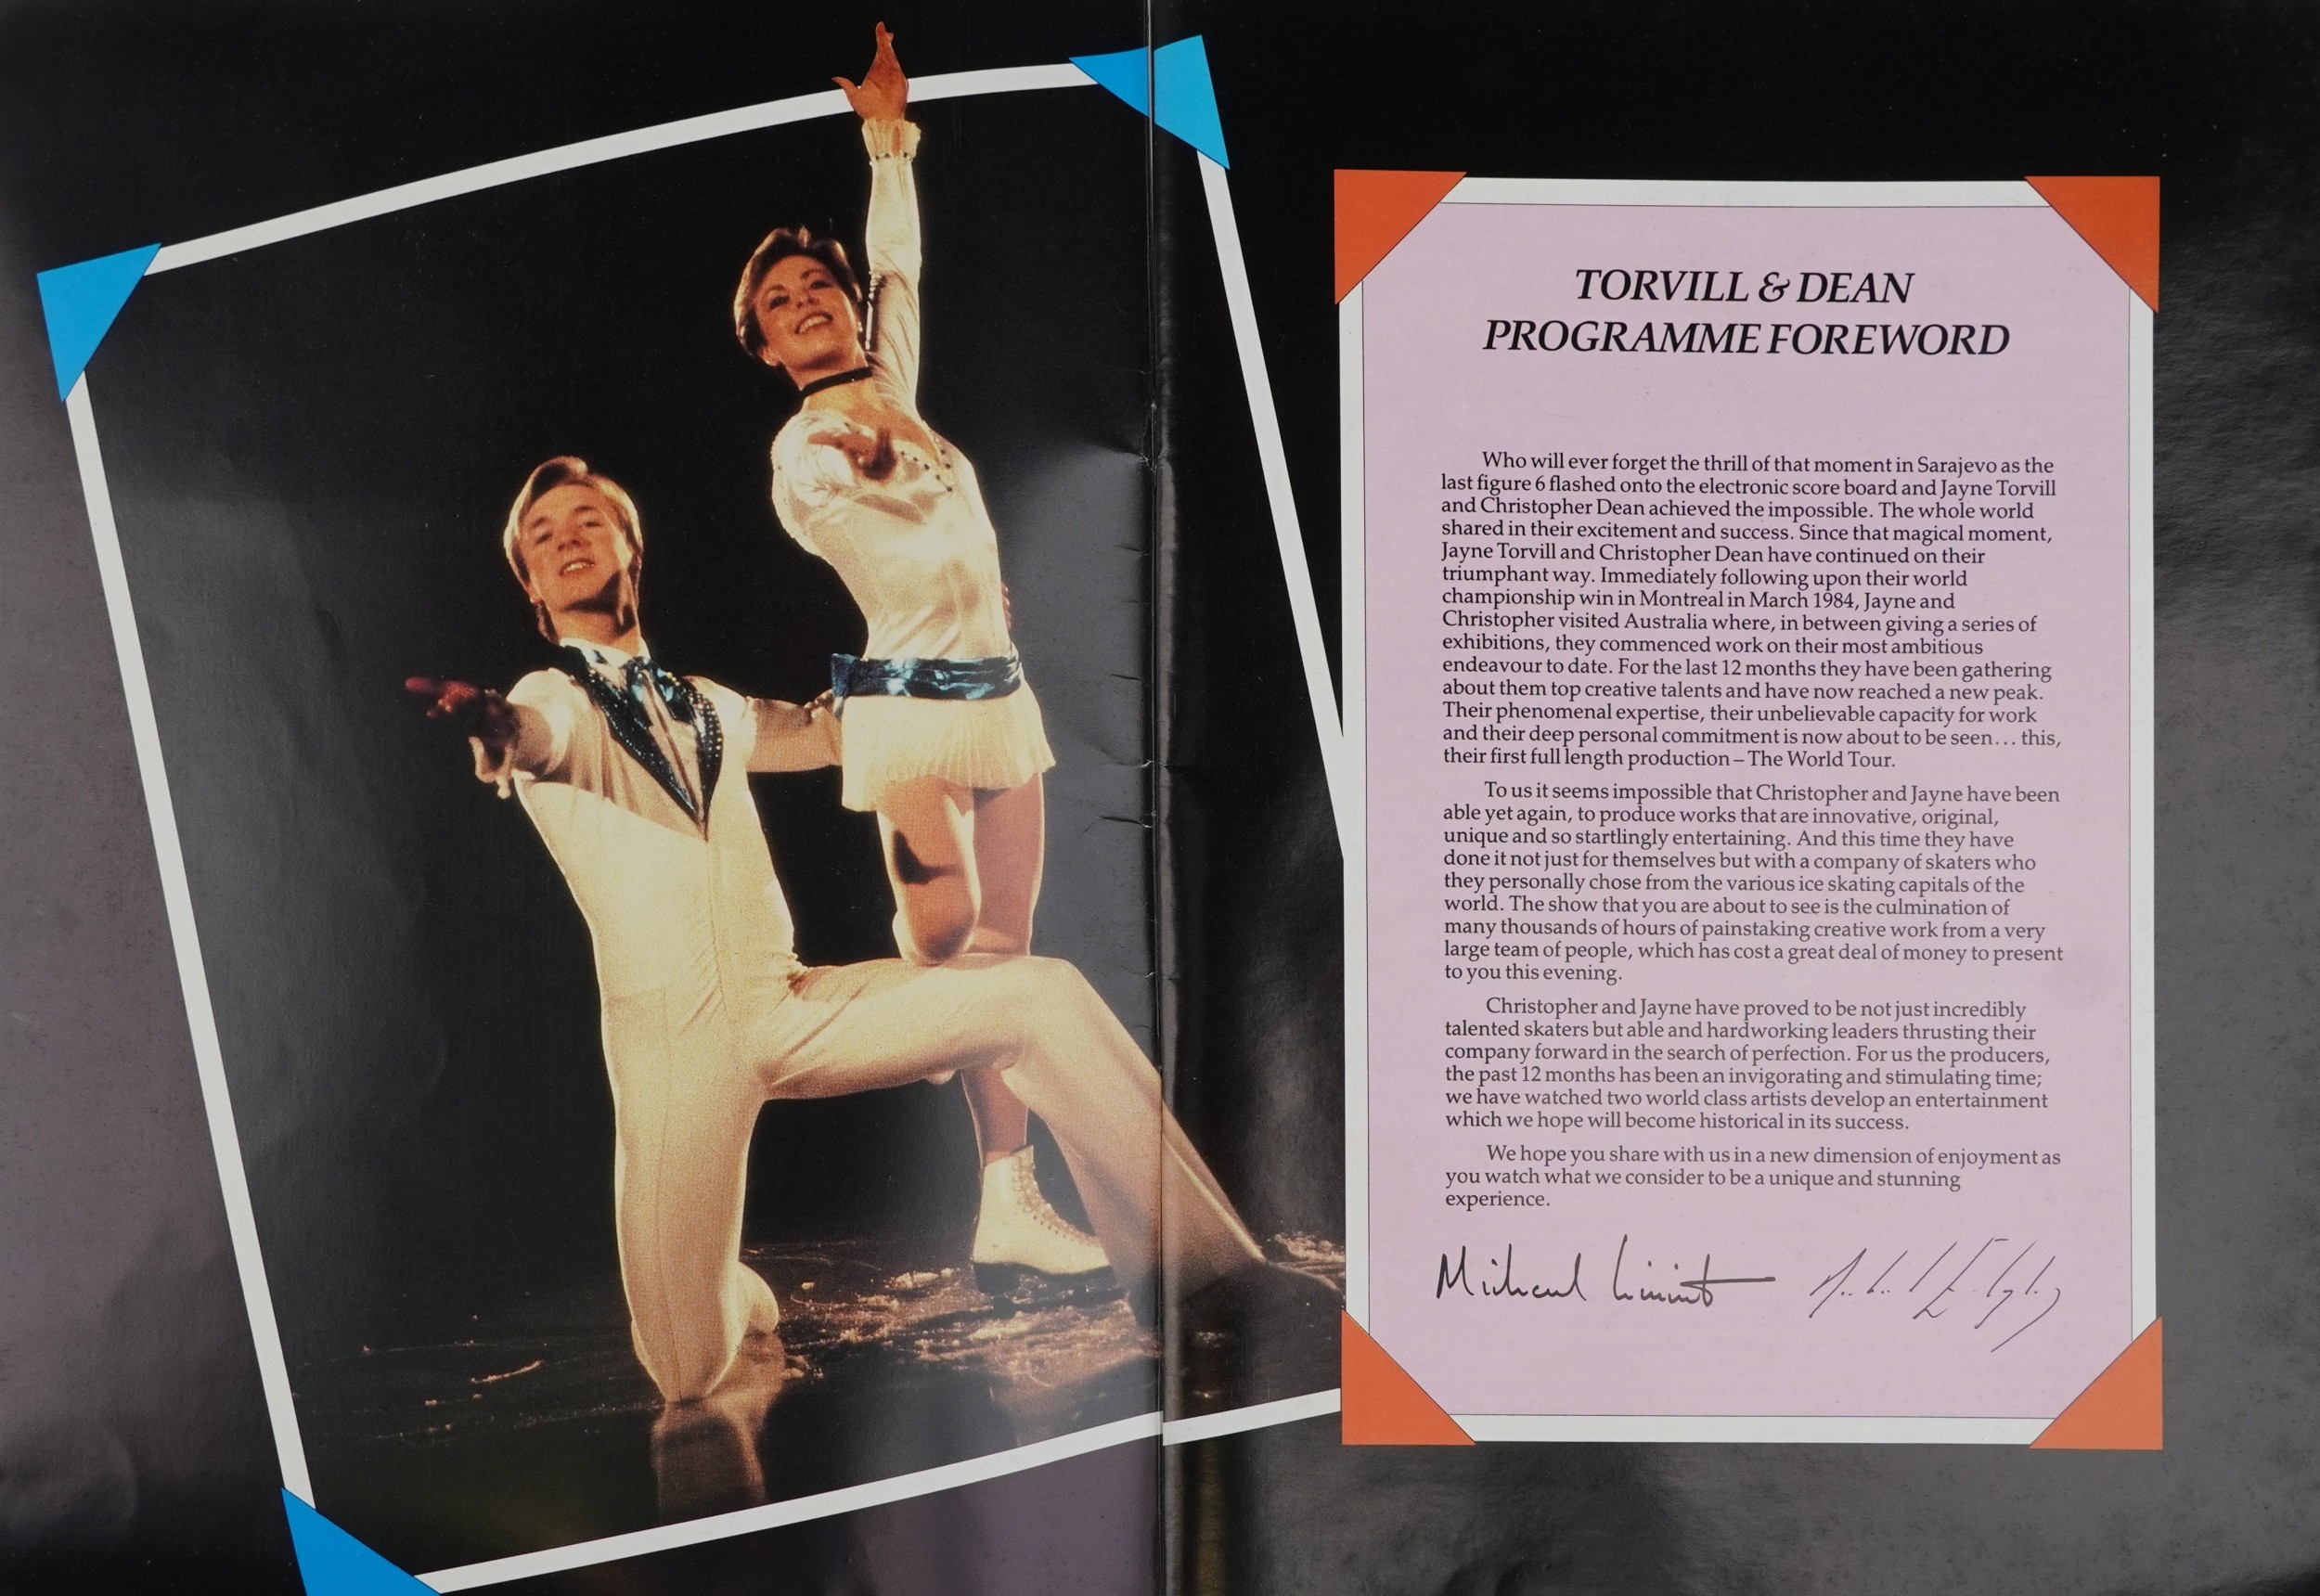 TORVILL & DEAN
PROGRAMME FOREWORD
Who will ever forget the thrill of that moment in Sarajevo as the
last figure 6 flashed onto the electronic score board and Jayne Torvill
and Christopher Dean achieved the impossible. The whole world
shared in their excitement and success. Since that magical moment,
Jayne Torvill and Christopher Dean have continued on their
triumphant way. Immediately following upon their world
championship win in Montreal in March 1984, Jayne and
Christopher visited Australia where, in between giving a series of
exhibitions, they commenced work on their most ambitious
endeavour to date. For the last 12 months they have been gathering
about them top creative talents and have now reached a new peak.
Their phenomenal expertise, their unbelievable capacity for work
and their deep personal commitment is now about to be seen... this,
their first full length production – The World Tour.
To us it seems impossible that Christopher and Jayne have been
able yet again, to produce works that are innovative, original,
unique and so startlingly entertaining. And this time they have
done it not just for themselves but with a company of skaters who
they personally chose from the various ice skating capitals of the
world. The show that you are about to see is the culmination of
many thousands of hours of painstaking creative work from a very
large team of people, which has cost a great deal of money to present
to you this evening.
Christopher and Jayne have proved to be not just incredibly
talented skaters but able and hardworking leaders thrusting their
company forward in the search of perfection. For us the producers,
the past 12 months has been an invigorating and stimulating time;
we have watched two world class artists develop an entertainment
which we hope will become historical in its success.
We hope you share with us in a new dimension of enjoyment as
you watch what we consider to be a unique and stunning
experience.
Michael